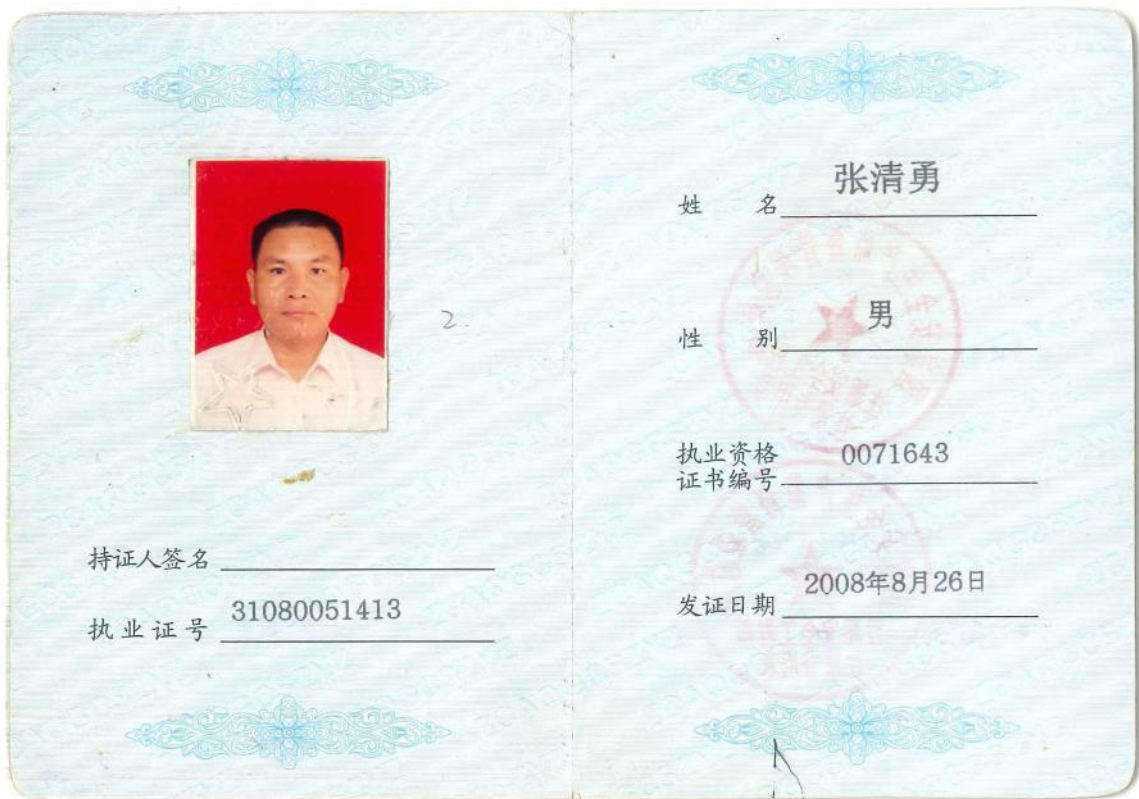 2.
持证人签名
执业证号 31080051413
姓 名 张清勇
性 别 男
执业资格 0071643
证书编号
发证日期 2008年8月26日